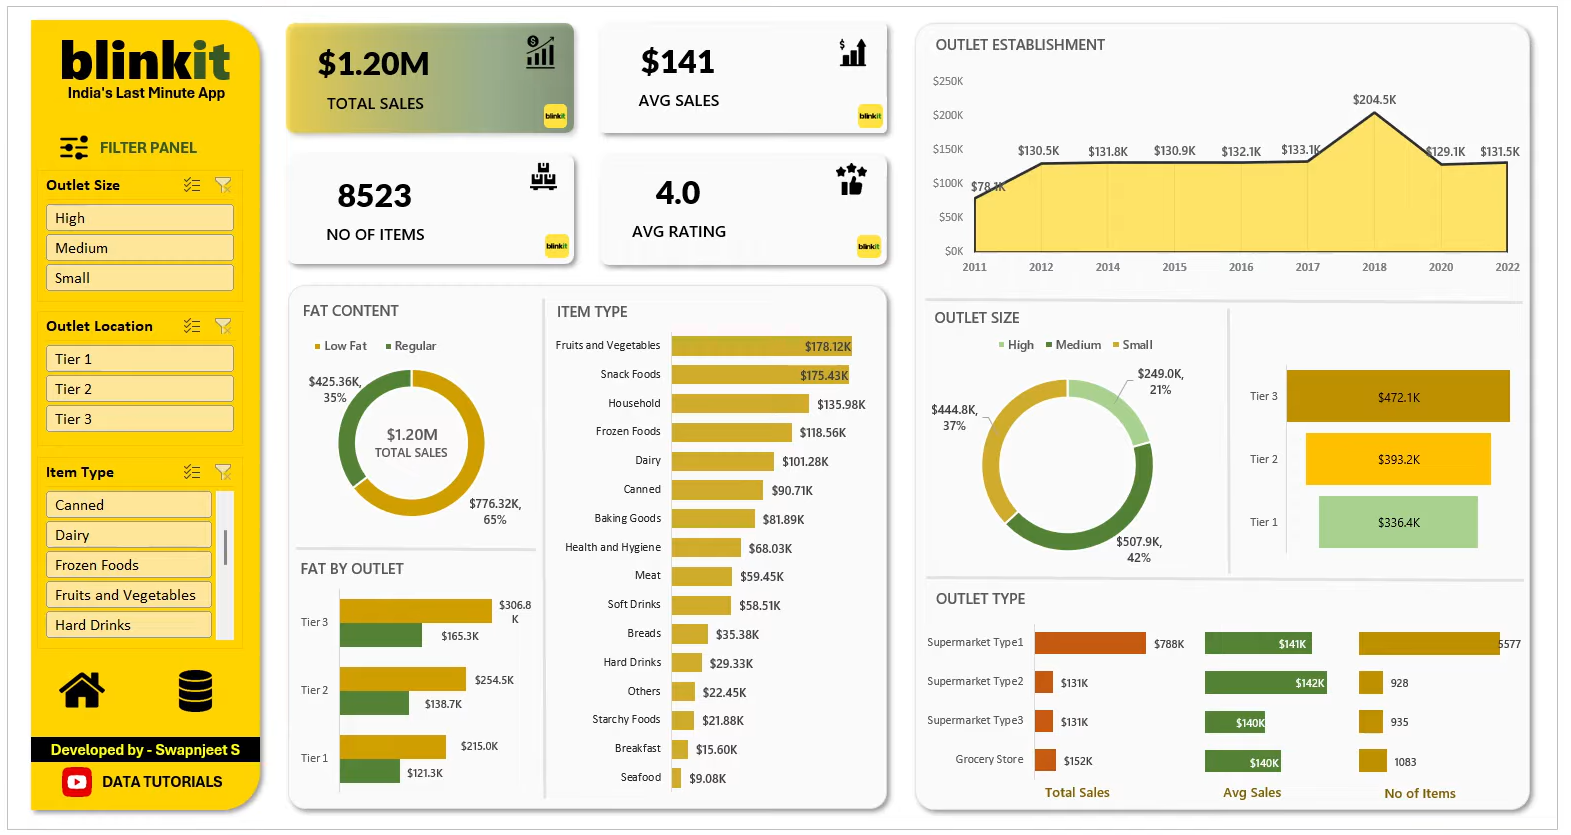 blinkit
India's Last Minute App
FILTER PANEL
Outlet Size
High
Medium
Small
Outlet Location
Tier 1
Tier 2
Tier 3
Item Type
Canned
Dairy
Frozen Foods
Fruits and Vegetables
Hard Drinks
Developed by - Swapnjeet S
DATA TUTORIALS
$1.20M
TOTAL SALES
blinkit
$141
AVG SALES
blinkit
8523
NO OF ITEMS
blinkit
4.0
AVG RATING
blinkit
FAT CONTENT
Low Fat Regular
$425.36K,
35%
$1.20M
TOTAL SALES
$776.32K,
65%
FAT BY OUTLET
Tier 3 $306.8
K
$165.3K
Tier 2 $254.5K
$138.7K
Tier 1 $215.0K
$121.3K
ITEM TYPE
Fruits and Vegetables $178.12K
Snack Foods $175.43K
Household $135.98K
Frozen Foods $118.56K
Dairy $101.28K
Canned $90.71K
Baking Goods $81.89K
Health and Hygiene $68.03K
Meat $59.45K
Soft Drinks $58.51K
Breads $35.38K
Hard Drinks $29.33K
Others $22.45K
Starchy Foods $21.88K
Breakfast $15.60K
Seafood $9.08K
OUTLET ESTABLISHMENT
$250K
$200K
$150K
$100K
$50K
$0K
$78.1K $130.5K $131.8K $130.9K $132.1K $133.1K $204.5K $129.1K $131.5K
2011 2012 2014 2015 2016 2017 2018 2020 2022
OUTLET SIZE
High Medium Small
$249.0K,
21%
$444.8K,
37%
$507.9K,
42%
Tier 3 $472.1K
Tier 2 $393.2K
Tier 1 $336.4K
OUTLET TYPE
Supermarket Type1 $788K $141K 5577
Supermarket Type2 $131K $142K 928
Supermarket Type3 $131K $140K 935
Grocery Store $152K $140K 1083
Total Sales Avg Sales No of Items